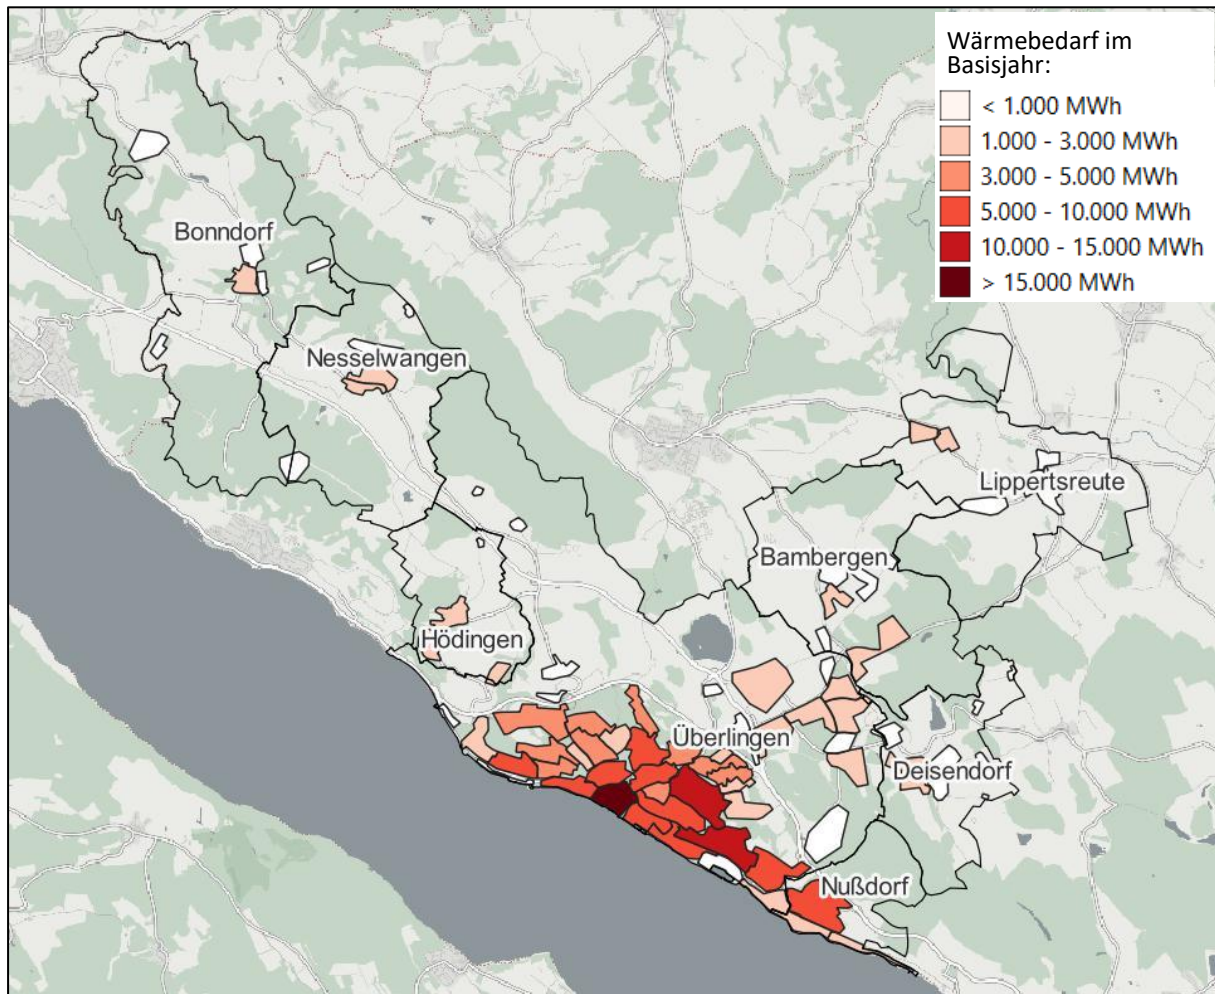 Wärmebedarf im
Basisjahr:
< 1.000 MWh
1.000 - 3.000 MWh
3.000 - 5.000 MWh
5.000 - 10.000 MWh
10.000 - 15.000 MWh
> 15.000 MWh
Bonndorf
Nesselwangen
Lippertsreute
Bambergen
Hödingen
Überlingen
Deisendorf
Nußdorf